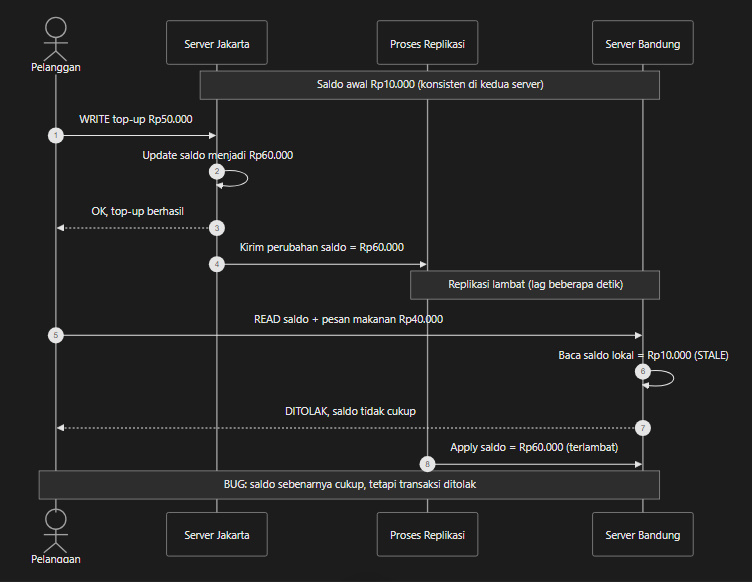 Pelanggan
Server Jakarta
Proses Replikasi
Server Bandung
Saldo awal Rp10.000 (konsisten di kedua server)
WRITE top-up Rp50.000
1
Update saldo menjadi Rp60.000
2
OK, top-up berhasil
3
Kirim perubahan saldo = Rp60.000
4
Replikasi lambat (lag beberapa detik)
READ saldo + pesan makanan Rp40.000
5
Baca saldo lokal = Rp10.000 (STALE)
6
DITOLAK, saldo tidak cukup
7
Apply saldo = Rp60.000 (terlambat)
8
BUG: saldo sebenarnya cukup, tetapi transaksi ditolak
Pelanggan
Server Jakarta
Proses Replikasi
Server Bandung